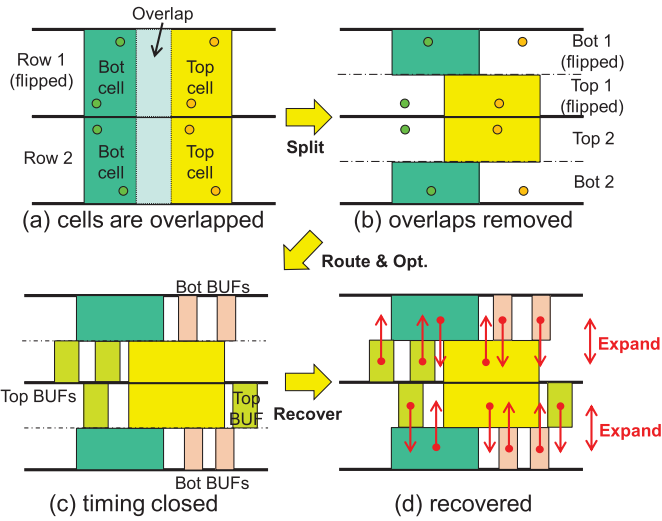 Overlap
Row 1
(flipped)
Bot
cell
Top
cell
Row 2
Bot
cell
Top
cell
(a) cells are overlapped
Split
Bot 1
(flipped)
Top 1
(flipped)
Top 2
Bot 2
(b) overlaps removed
Route & Opt.
Bot BUFs
Top BUFs
Top
BUF
Bot BUFs
(c) timing closed
Recover
Expand
Expand
(d) recovered